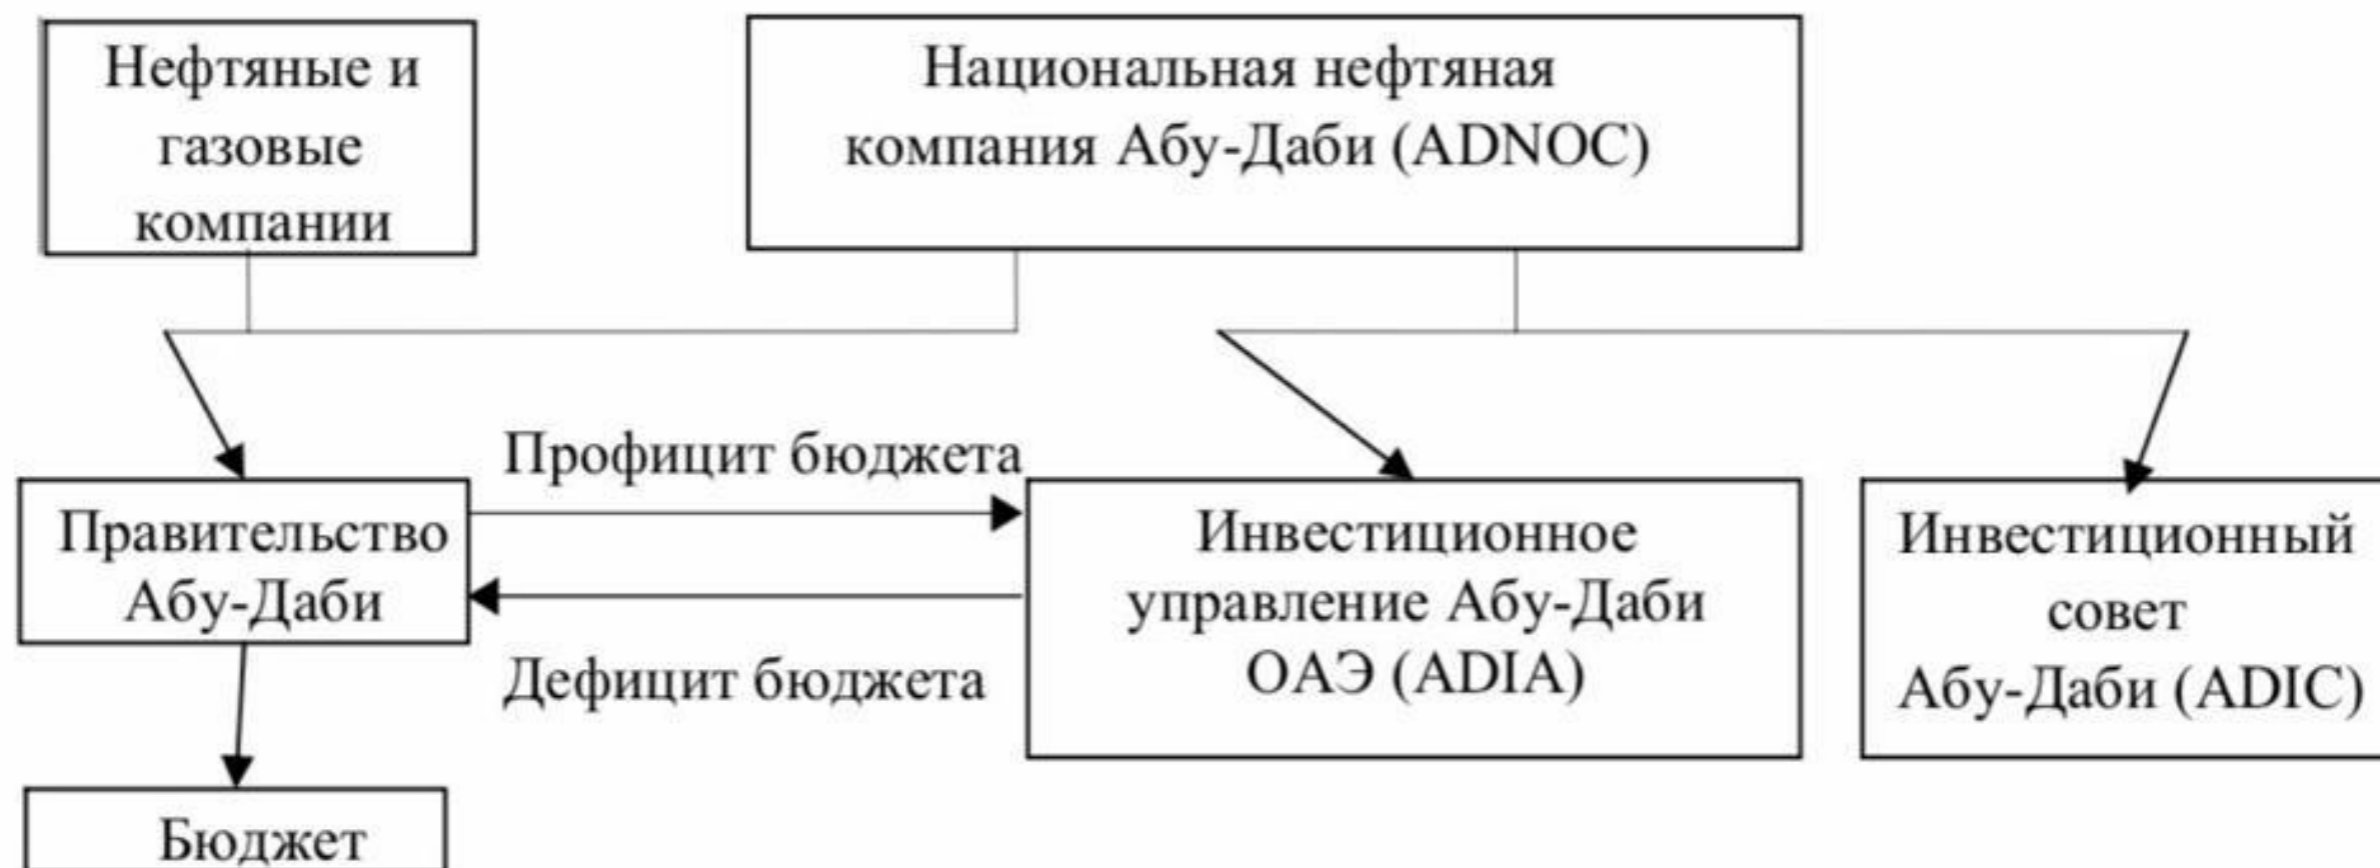 Нефтяные и
газовые
компании
Национальная нефтяная
компания Абу-Даби (ADNOC)
Профицит бюджета
Правительство
Абу-Даби
Дефицит бюджета
Инвестиционное
управление Абу-Даби
ОАЭ (ADIA)
Инвестиционный
совет
Абу-Даби (ADIC)
Бюджет